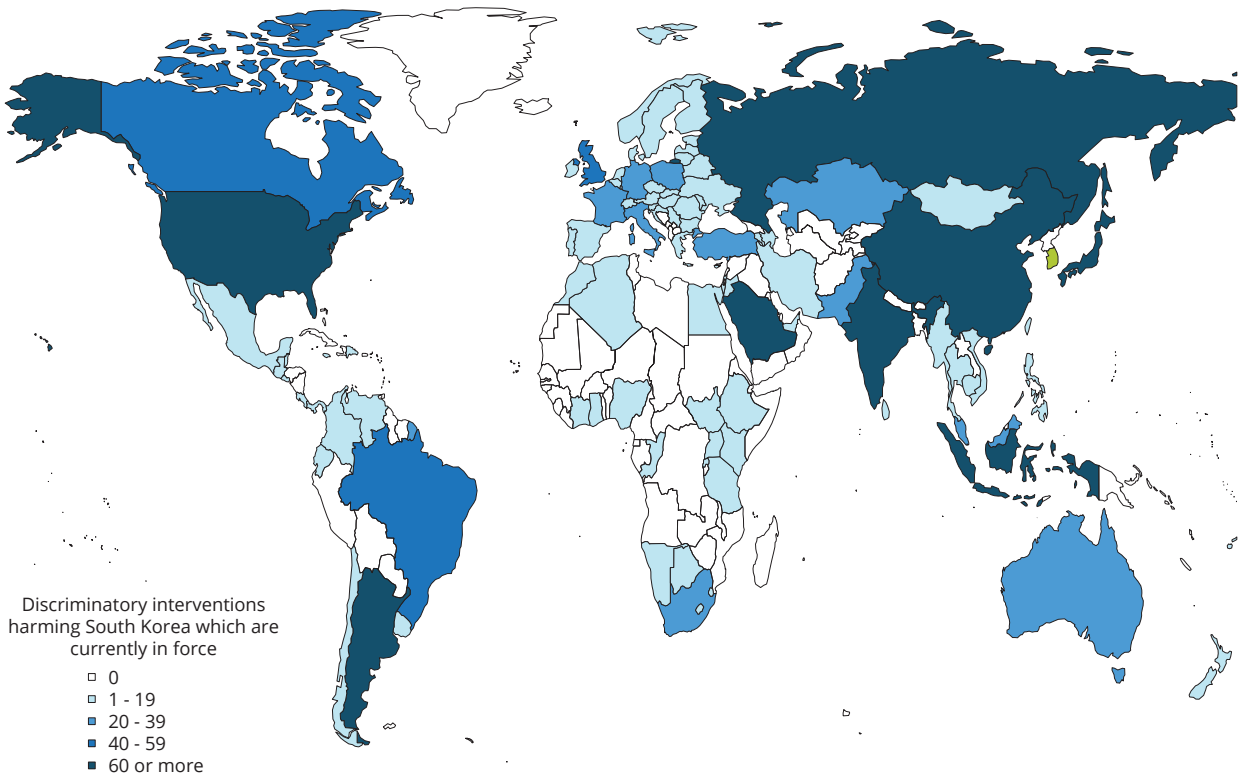 Discriminatory interventions
harming South Korea which are
currently in force
0
1 - 19
20 - 39
40 - 59
60 or more